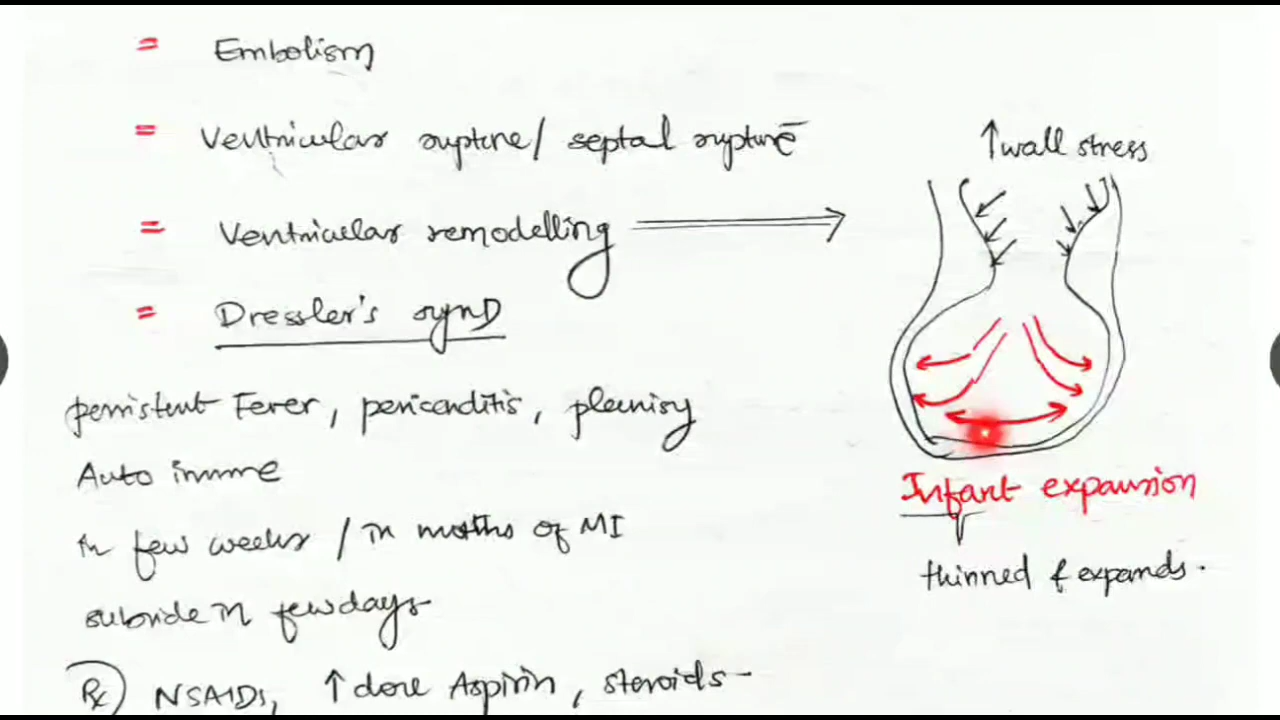 = Embolism
= Ventricular rupture/ septal rupture
= Ventricular remodelling
= Dressler's synD
persistent Fever, pericarditis, pleurisy
Auto immune
In few weeks / in months of MI
subside in few days
Rx NSAIDs, ↑ dose Aspirin, steroids-
↑ wall stress
Infant expansion
thinned & expands.